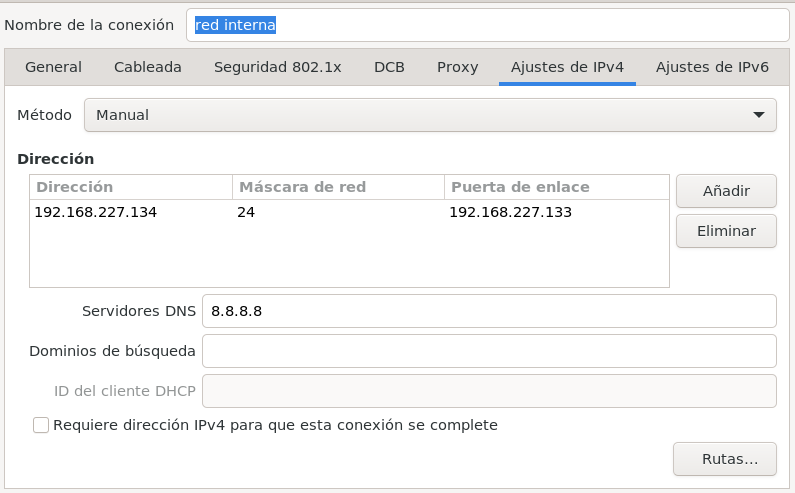 Nombre de la conexión red interna
General Cableada Seguridad 802.1x DCB Proxy Ajustes de IPv4 Ajustes de IPv6
Método Manual
Dirección
Dirección Máscara de red Puerta de enlace
192.168.227.134 24 192.168.227.133
Añadir
Eliminar
Servidores DNS 8.8.8.8
Dominios de búsqueda
ID del cliente DHCP
Requiere dirección IPv4 para que esta conexión se complete
Rutas...